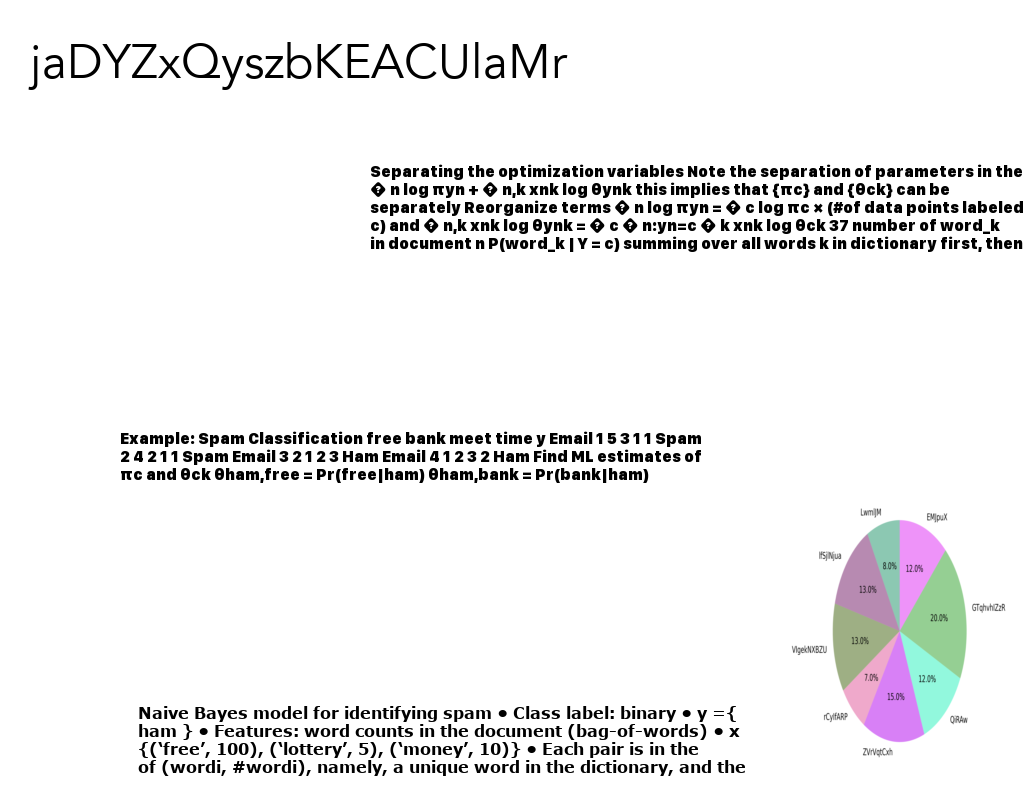 jaDYZxQyszbKEACUlaMr
Separating the optimization variables Note the separation of parameters in the
� n log πyn + � n,k xnk log θynk this implies that {πc} and {θck} can be
separately Reorganize terms � n log πyn = � c log πc × (#of data points labeled
c) and � n,k xnk log θynk = � c � n:yn=c � k xnk log θck 37 number of word_k
in document n P(word_k | Y = c) summing over all words k in dictionary first, then
Example: Spam Classification free bank meet time y Email 1 5 3 1 1 Spam
2 4 2 1 1 Spam Email 3 2 1 2 3 Ham Email 4 1 2 3 2 Ham Find ML estimates of
πc and θck θham,free = Pr(free|ham) θham,bank = Pr(bank|ham)
LwmlJM
EMJpuX
IfSjlNjua
8.0%
12.0%
13.0%
GTqhvhlZzR
20.0%
13.0%
VlgekNXBZU
7.0%
12.0%
15.0%
rCylfARP
QiRAw
ZVrVqtCxh
Naive Bayes model for identifying spam • Class label: binary • y ={
ham } • Features: word counts in the document (bag-of-words) • x
{(‘free’, 100), (‘lottery’, 5), (‘money’, 10)} • Each pair is in the
of (wordi, #wordi), namely, a unique word in the dictionary, and the